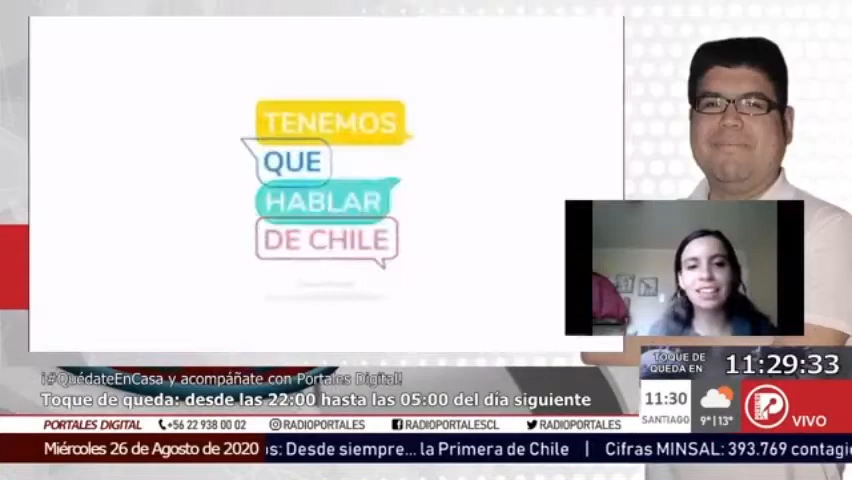 TENEMOS
QUE
HABLAR
DE CHILE
¡#QuédateEnCasa y acompáñate con Portales Digital!
Toque de queda: desde las 22:00 hasta las 05:00 del día siguiente
TOQUE DE
QUEDA EN
11:29:33
11:30
SANTIAGO
9°|13°
VIVO
PORTALES DIGITAL
+56 22 938 00 02
RADIOPORTALES
RADIOPORTALESCL
RADIOPORTALES
Miércoles 26 de Agosto de 2020
s: Desde siempre... la Primera de Chile | Cifras MINSAL: 393.769 contagi